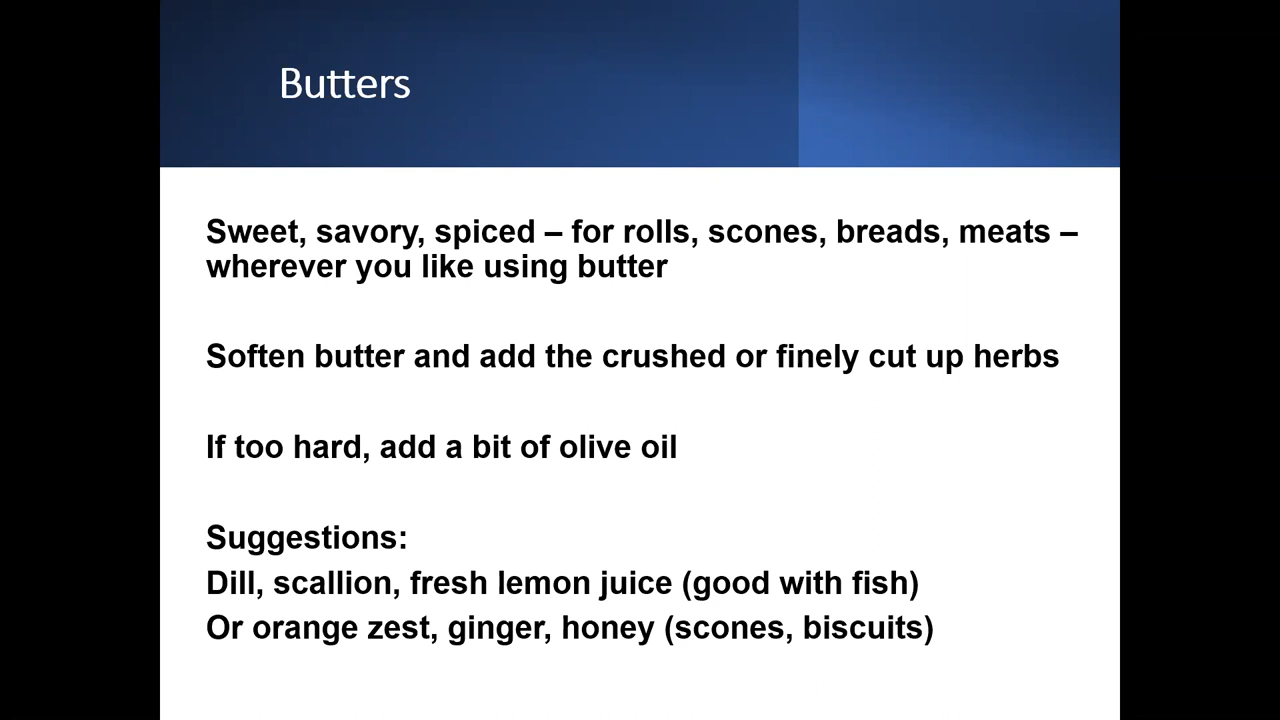 Butters
Sweet, savory, spiced – for rolls, scones, breads, meats –
wherever you like using butter
Soften butter and add the crushed or finely cut up herbs
If too hard, add a bit of olive oil
Suggestions:
Dill, scallion, fresh lemon juice (good with fish)
Or orange zest, ginger, honey (scones, biscuits)